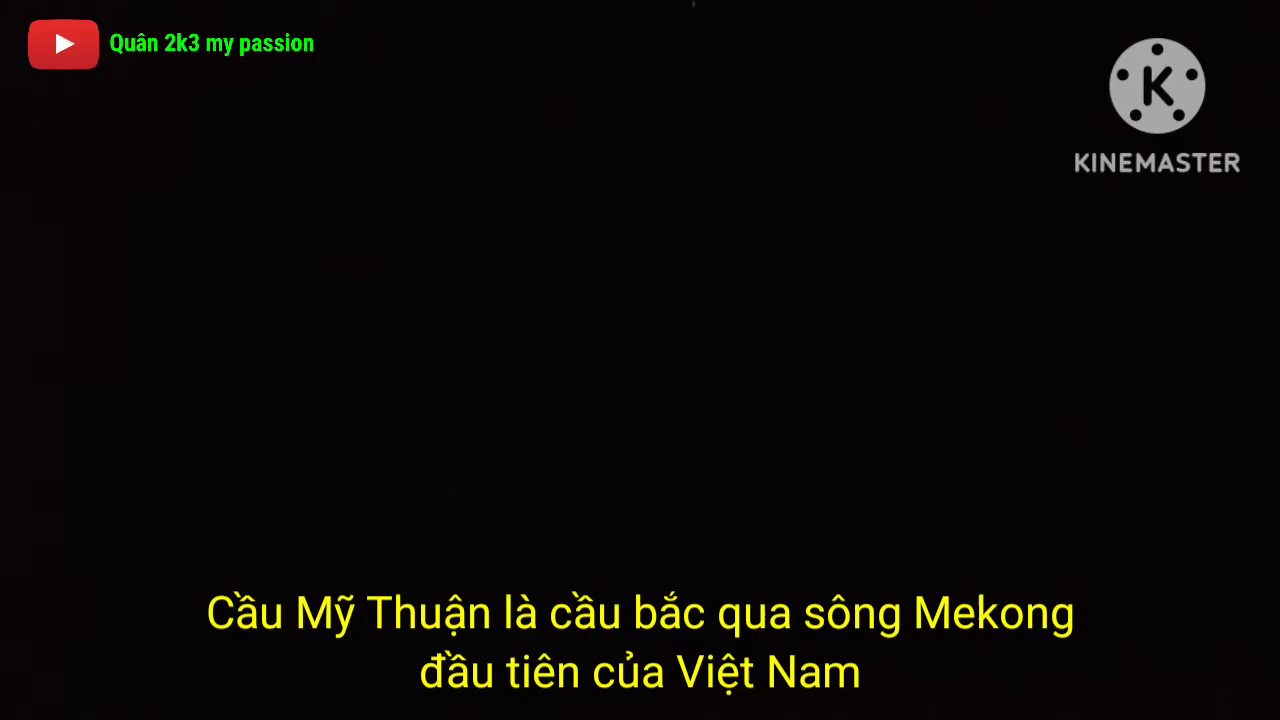 Quân 2k3 my passion
KINEMASTER
Cầu Mỹ Thuận là cầu bắc qua sông Mekong
đầu tiên của Việt Nam